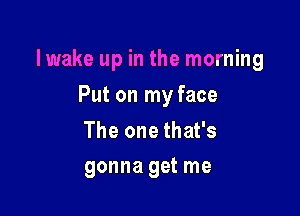 I wake up in the morning
Put on my face
The one that's
gonna get me